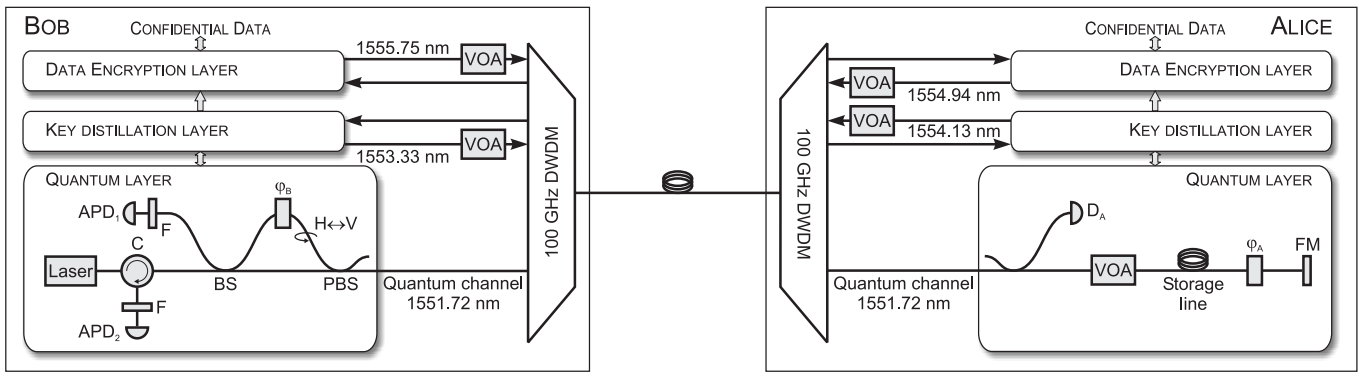 BOB
CONFIDENTIAL DATA
DATA ENCRYPTION LAYER
1555.75 nm
VOA
KEY DISTILLATION LAYER
1553.33 nm
VOA
QUANTUM LAYER
APD₁
F
φB
H↔V
C
Laser
BS
PBS
F
APD₂
Quantum channel
1551.72 nm
100 GHz DWDM
ALICE
CONFIDENTIAL DATA
DATA ENCRYPTION LAYER
VOA
1554.94 nm
VOA
1554.13 nm
KEY DISTILLATION LAYER
100 GHz DWDM
QUANTUM LAYER
DA
φA
FM
VOA
Storage
line
Quantum channel
1551.72 nm